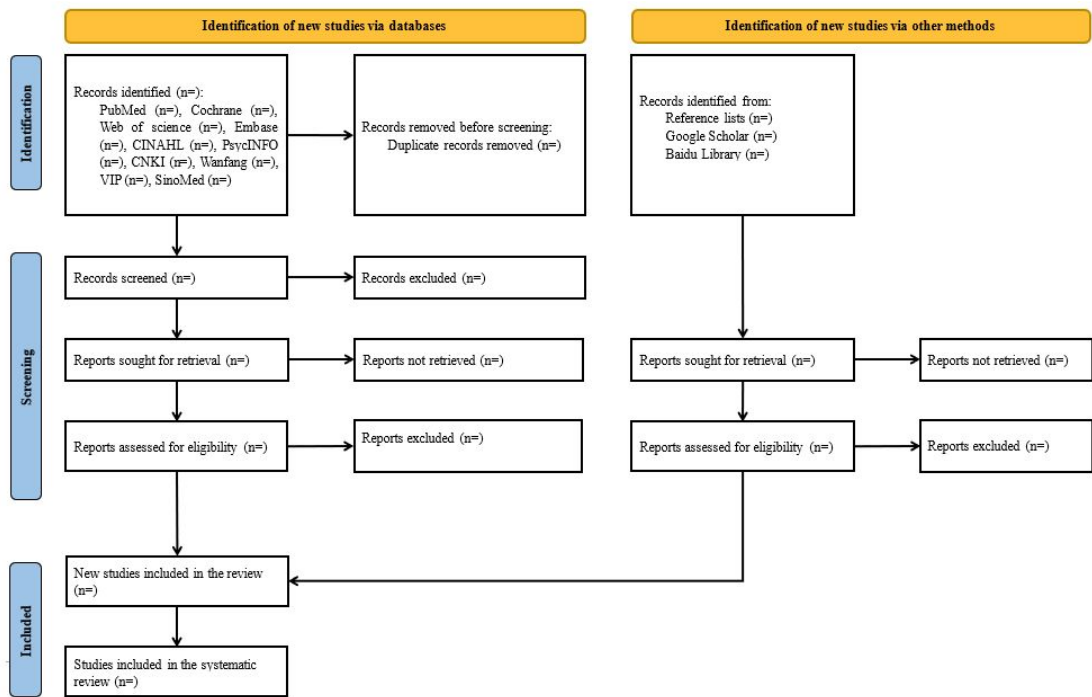 Identification of new studies via databases
Identification of new studies via other methods
Identification
Records identified (n=):
PubMed (n=), Cochrane (n=),
Web of science (n=), Embase
(n=), CINAHL (n=), PsycINFO
(n=), CNKI (n=), Wanfang (n=),
VIP (n=), SinoMed (n=)
Records removed before screening:
Duplicate records removed (n=)
Records identified from:
Reference lists (n=)
Google Scholar (n=)
Baidu Library (n=)
Screening
Records screened (n=)
Records excluded (n=)
Reports sought for retrieval (n=)
Reports not retrieved (n=)
Reports sought for retrieval (n=)
Reports not retrieved (n=)
Reports assessed for eligibility (n=)
Reports excluded (n=)
Reports assessed for eligibility (n=)
Reports excluded (n=)
Included
New studies included in the review
(n=)
Studies included in the systematic
review (n=)